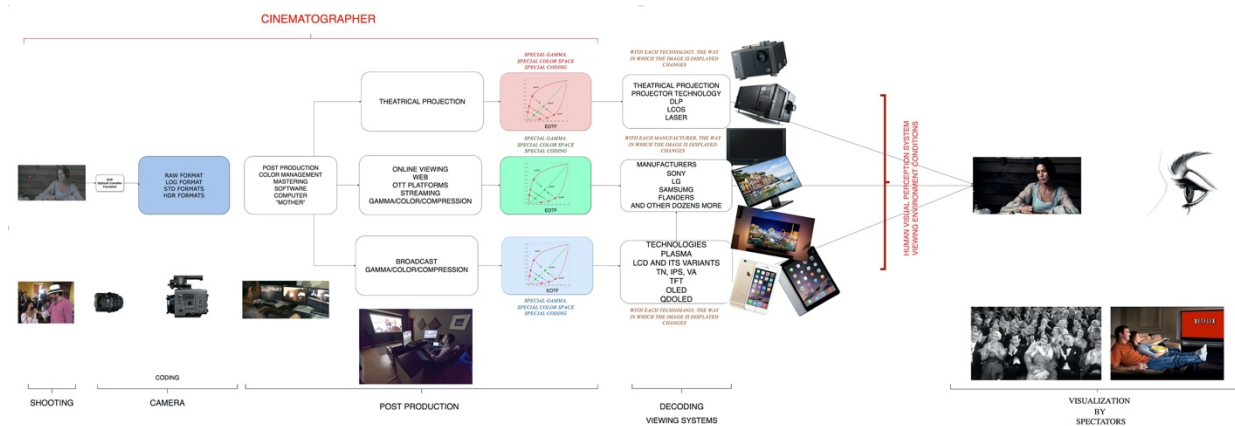 CINEMATOGRAPHER
OTF
Optical Transfer
Function
RAW FORMAT
LOG FORMAT
STD FORMATS
HDR FORMATS
POST PRODUCTION
COLOR MANAGEMENT
MASTERING
SOFTWARE
COMPUTER
"MOTHER"
THEATRICAL PROJECTION
ONLINE VIEWING
WEB
OTT PLATFORMS
STREAMING
GAMMA/COLOR/COMPRESSION
BROADCAST
GAMMA/COLOR/COMPRESSION
SPECIAL GAMMA,
SPECIAL COLOR SPACE
SPECIAL CODING
EOTF
SPECIAL GAMMA,
SPECIAL COLOR SPACE
SPECIAL CODING
EOTF
EOTF
SPECIAL GAMMA,
SPECIAL COLOR SPACE
SPECIAL CODING
WITH EACH TECHNOLOGY, THE WAY
IN WHICH THE IMAGE IS DISPLAYED
CHANGES
THEATRICAL PROJECTION
PROJECTOR TECHNOLOGY
DLP
LCOS
LASER
WITH EACH MANUFACTURER, THE WAY
IN WHICH THE IMAGE IS DISPLAYED
CHANGES
MANUFACTURERS
SONY
LG
SAMSUMG
FLANDERS
AND OTHER DOZENS MORE
TECHNOLOGIES
PLASMA
LCD AND ITS VARIANTS
TN, IPS, VA
TFT
OLED
QDOLED
WITH EACH TECHNOLOGY, THE WAY
IN WHICH THE IMAGE IS DISPLAYED
CHANGES
HUMAN VISUAL PERCEPTION SYSTEM
VIEWING ENVIRONMENT CONDITIONS
NETFLIX
CODING
SHOOTING
CAMERA
POST PRODUCTION
DECODING
VIEWING SYSTEMS
VISUALIZATION
BY
SPECTATORS